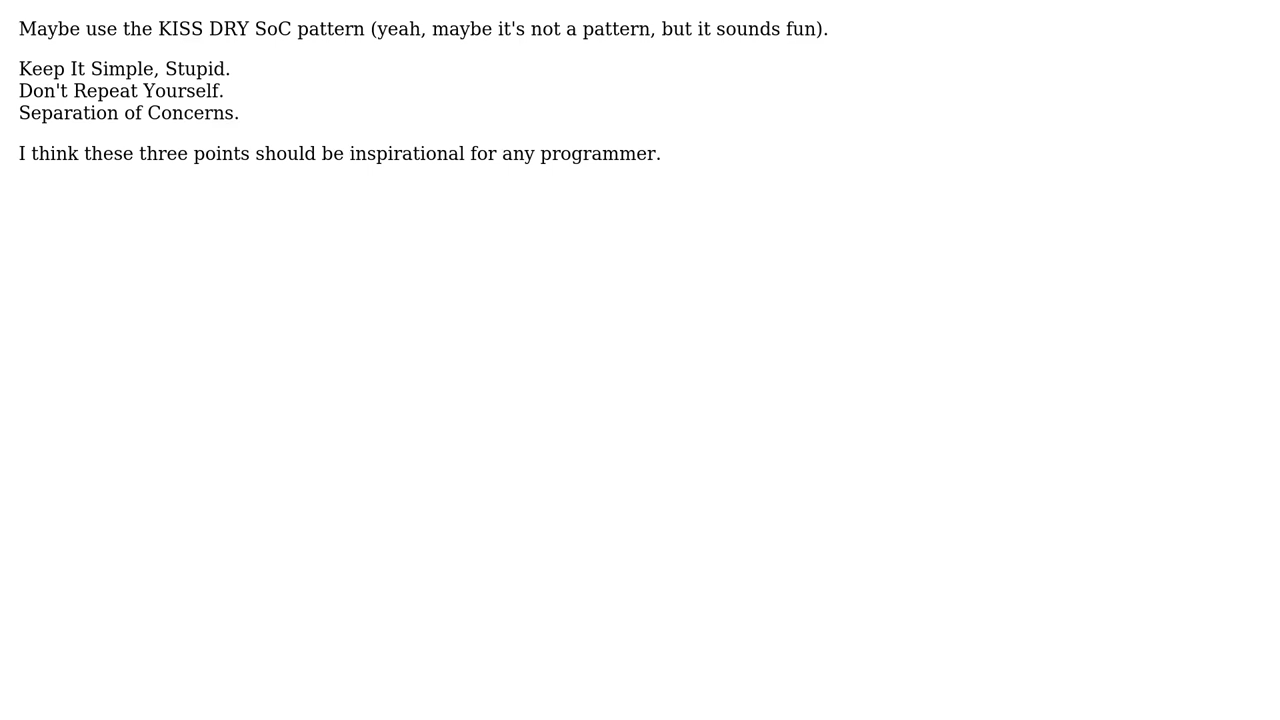 Maybe use the KISS DRY SoC pattern (yeah, maybe it's not a pattern, but it sounds fun).
Keep It Simple, Stupid.
Don't Repeat Yourself.
Separation of Concerns.
I think these three points should be inspirational for any programmer.